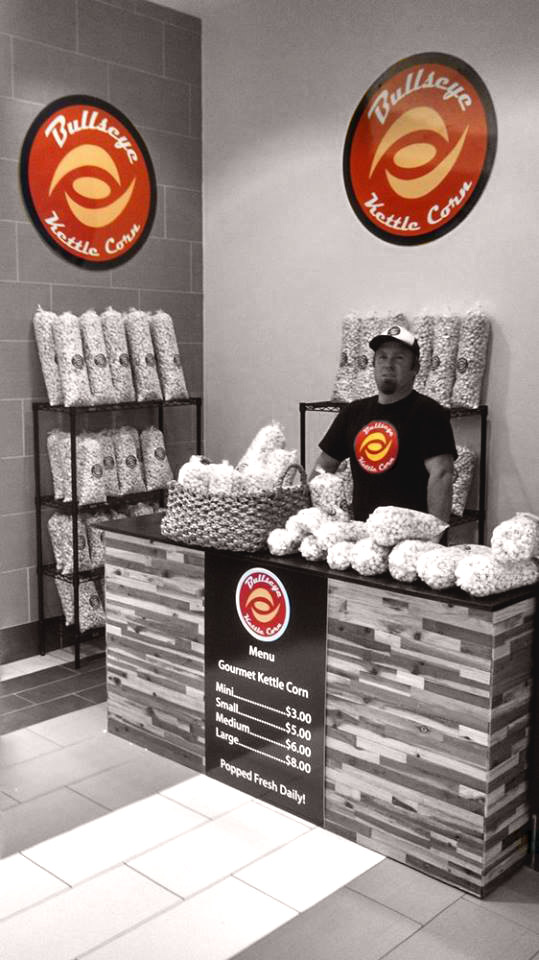 Bullseye
Kettle Corn
Bullseye
Kettle Corn
Bullseye
Kettle Corn
Bullseye
Kettle Corn
Menu
Gourmet Kettle Corn
Mini....................$3.00
Small..................$5.00
Medium.............$6.00
Large..................$8.00
Popped Fresh Daily!